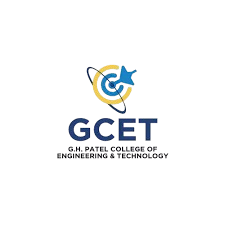 GCET
G.H. PATEL COLLEGE OF
ENGINEERING & TECHNOLOGY